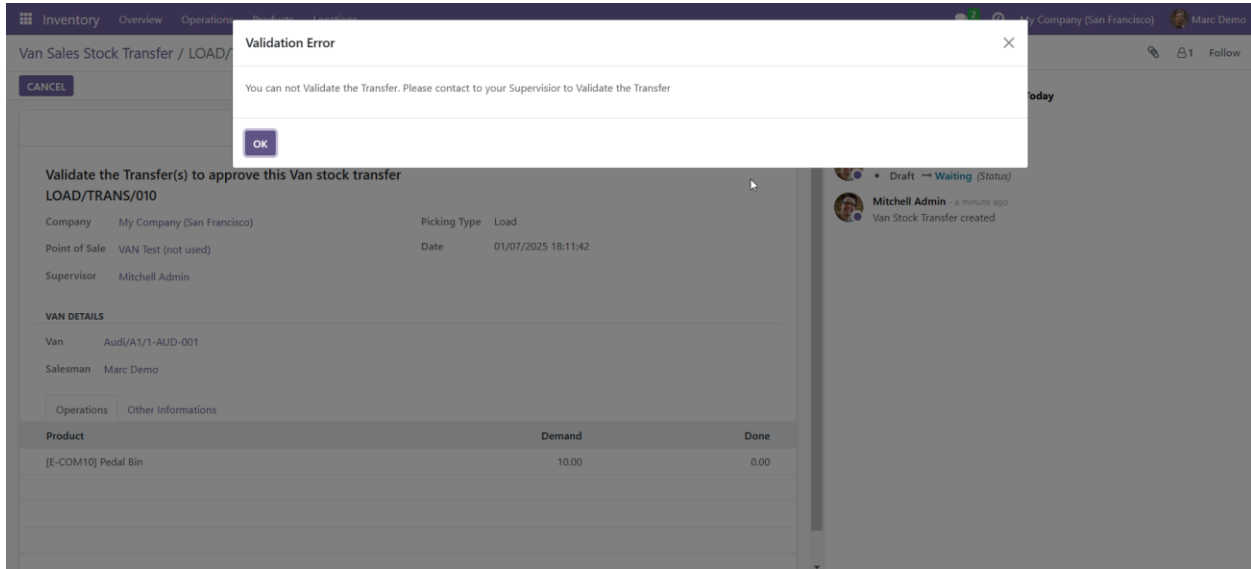 Inventory Overview Operations Products Locations 2 My Company (San Francisco) Marc Demo
Van Sales Stock Transfer / LOAD/ 1 Follow
CANCEL
Validation Error
You can not Validate the Transfer. Please contact to your Supervisior to Validate the Transfer
OK
Today
Validate the Transfer(s) to approve this Van stock transfer
LOAD/TRANS/010
Company My Company (San Francisco) Picking Type Load
Point of Sale VAN Test (not used) Date 01/07/2025 18:11:42
Supervisor Mitchell Admin
VAN DETAILS
Van Audi/A1/1-AUD-001
Salesman Marc Demo
Operations Other Informations
Product Demand Done
[E-COM10] Pedal Bin 10.00 0.00
• Draft → Waiting (Status)
Mitchell Admin - a minute ago
Van Stock Transfer created